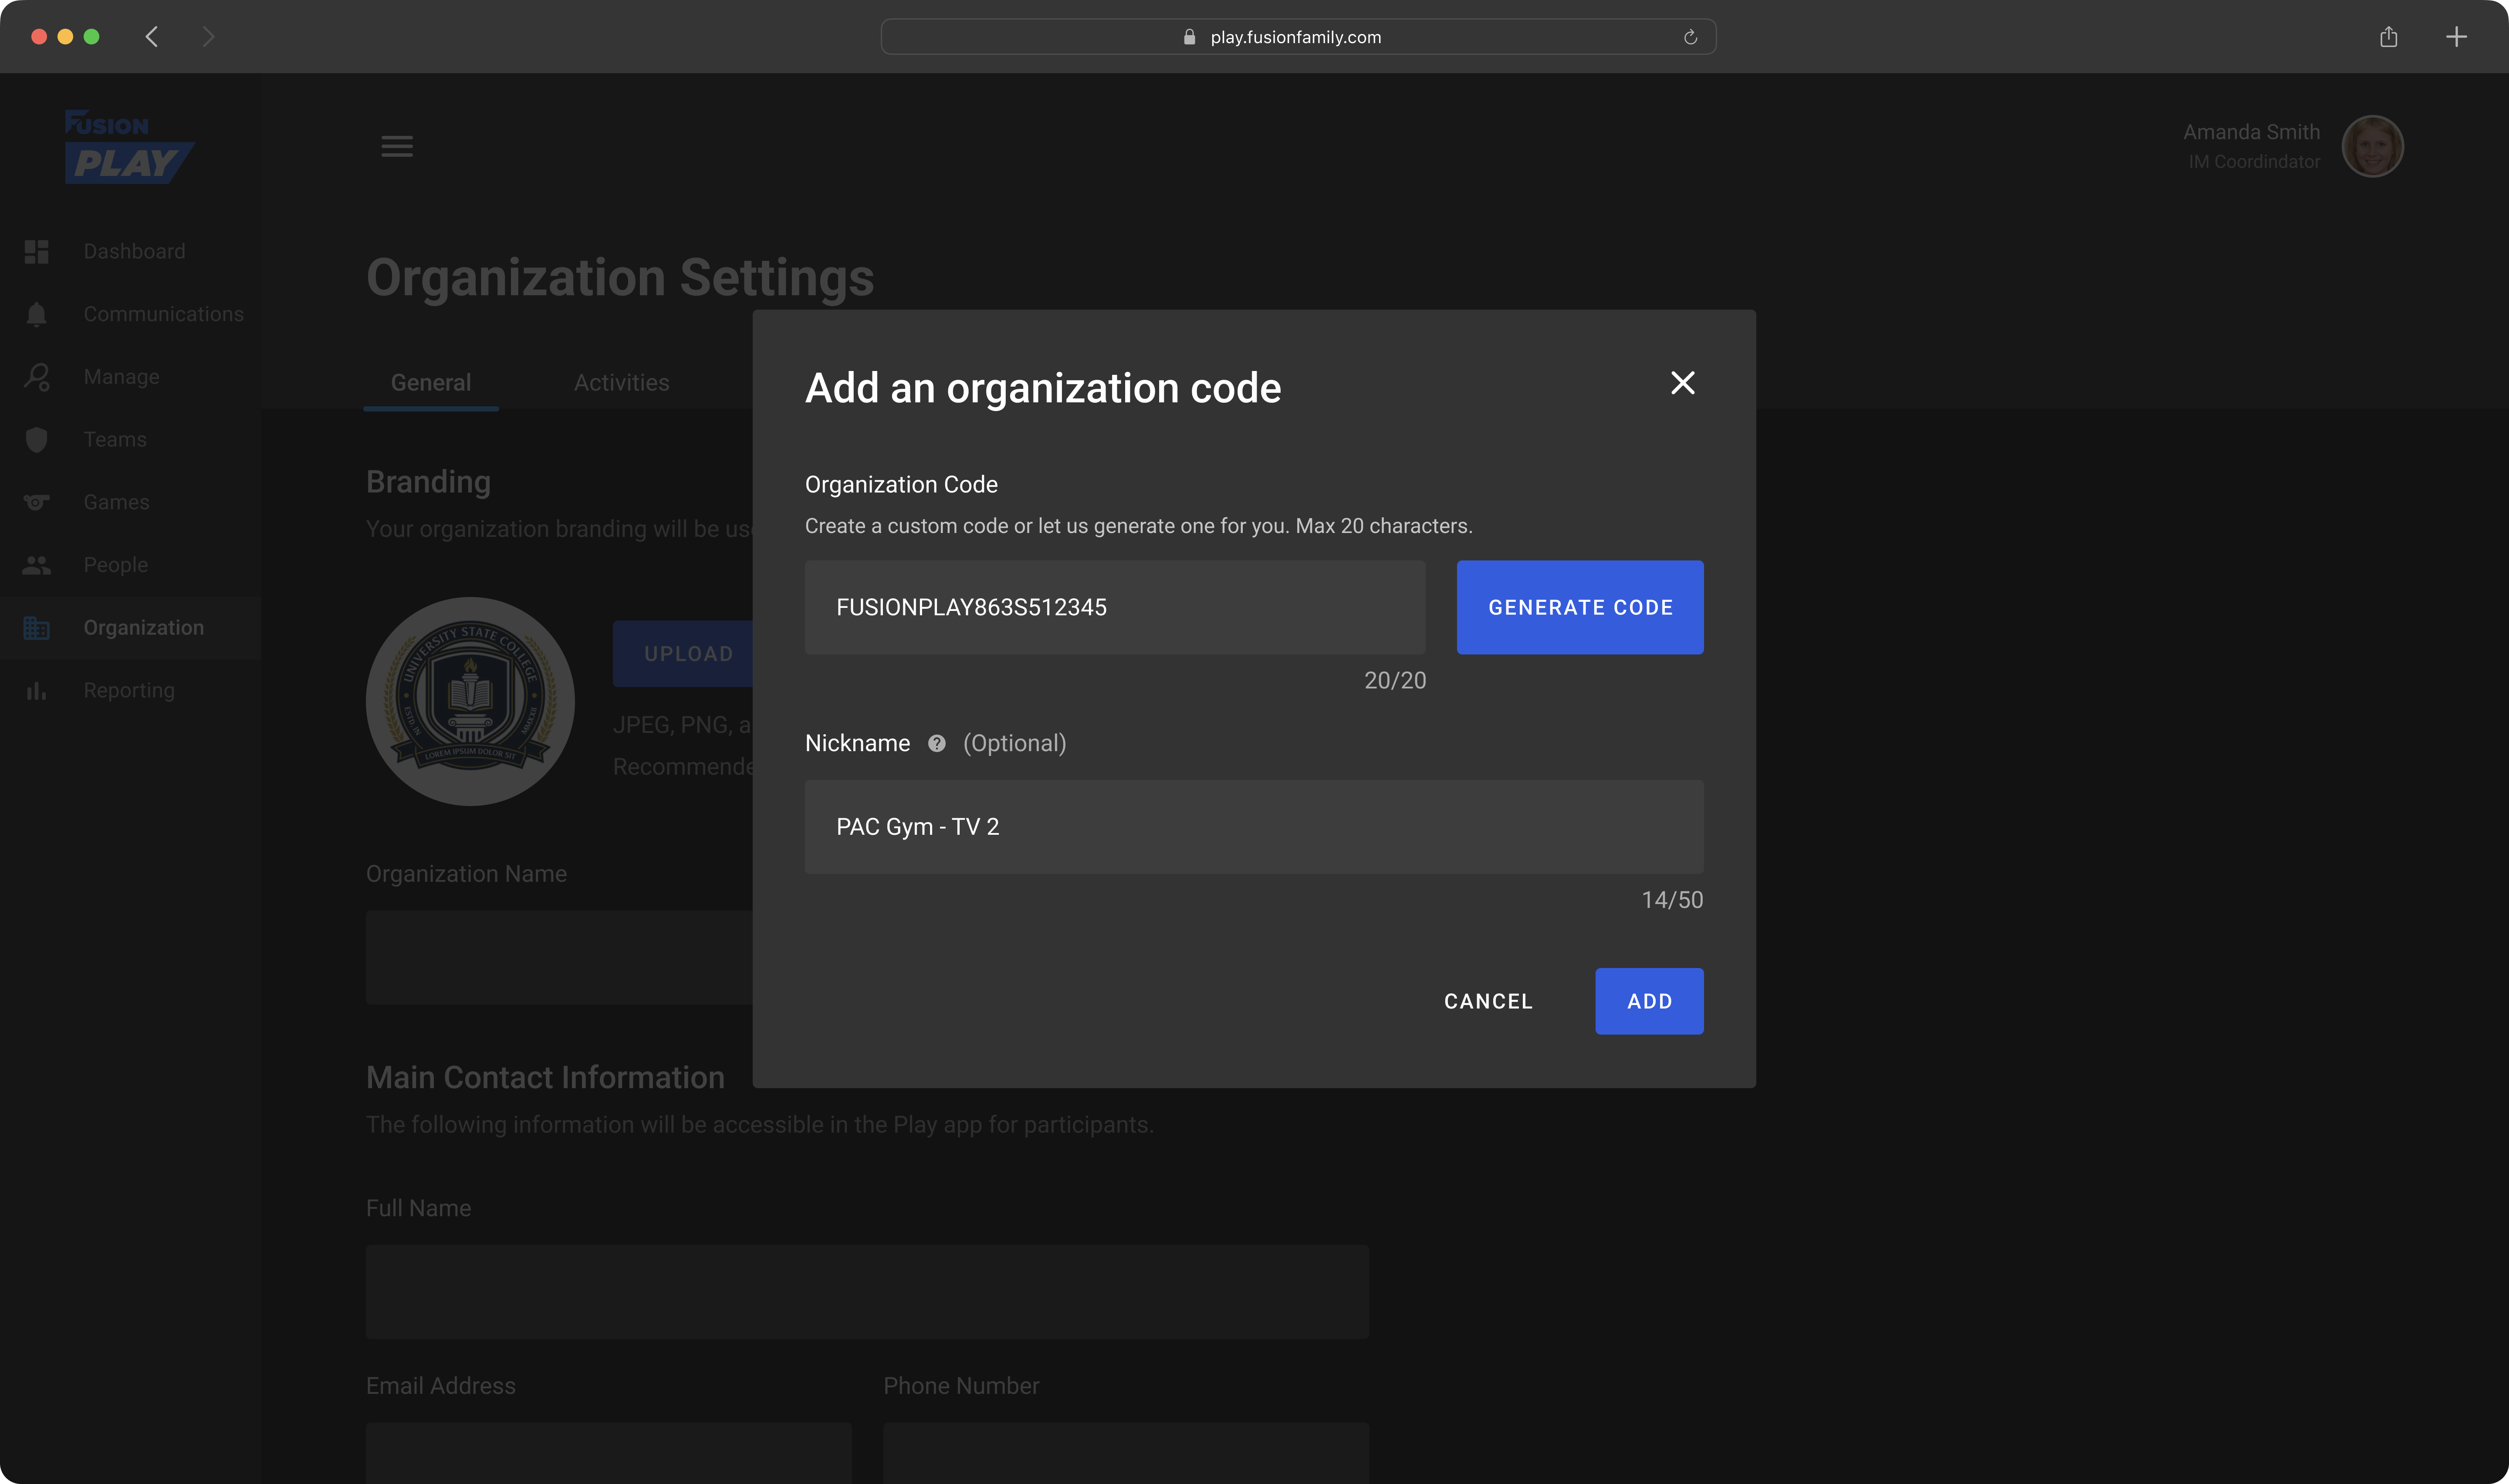 play.fusionfamily.com
FUSION
PLAY
Amanda Smith
IM Coordindator
Dashboard
Communications
Manage
Teams
Games
People
Organization
Reporting
Organization Settings
General
Activities
Branding
Your organization branding will be
UNIVERSITY STATE COLLEGE
ESTD. IN
MMXXII
LOREM IPSUM DOLOR SIT
UPLOAD
JPEG, PNG,
Organization Name
Main Contact Information
The following information will be accessible in the Play app for participants.
Full Name
Email Address
Phone Number
Add an organization code
Organization Code
Create a custom code or let us generate one for you. Max 20 characters.
FUSIONPLAY863S512345
GENERATE CODE
20/20
Nickname ? (Optional)
PAC Gym - TV 2
14/50
CANCEL
ADD